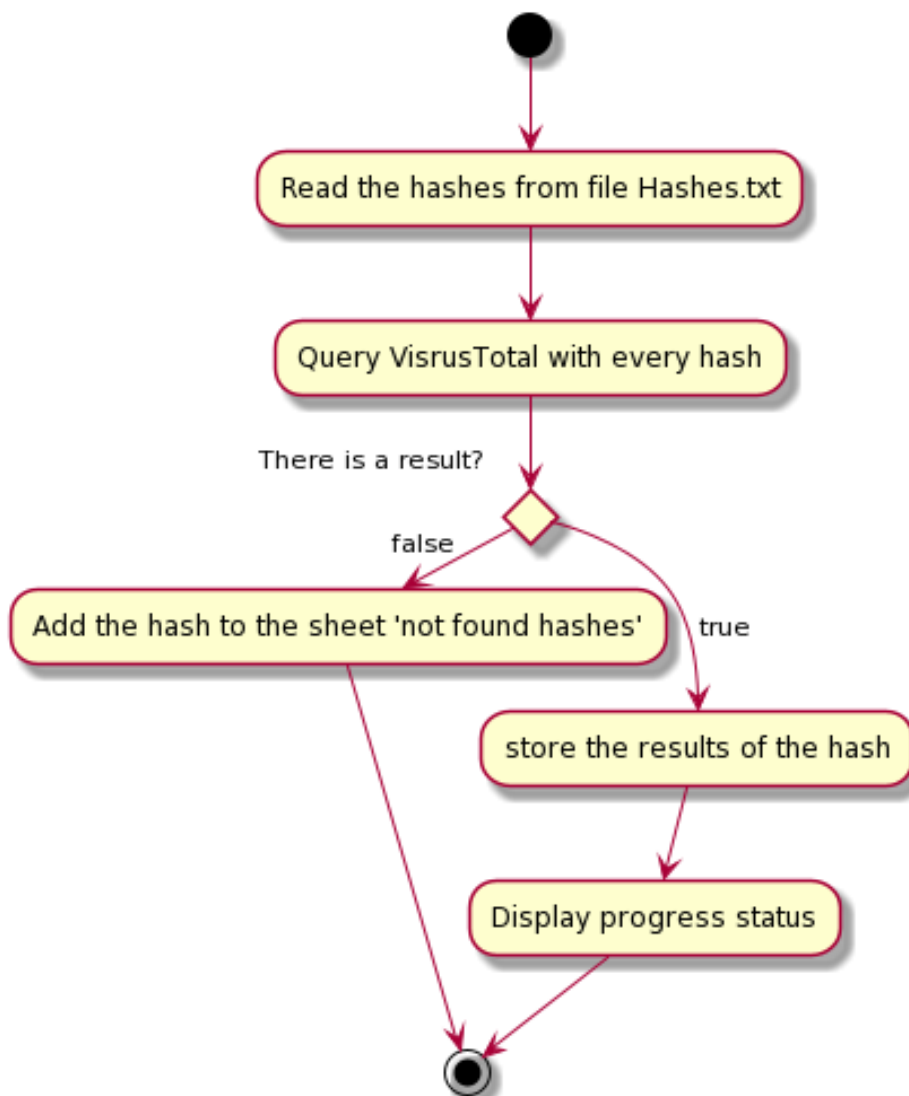 Read the hashes from file Hashes.txt
Query VisrusTotal with every hash
There is a result?
false
Add the hash to the sheet 'not found hashes'
true
store the results of the hash
Display progress status